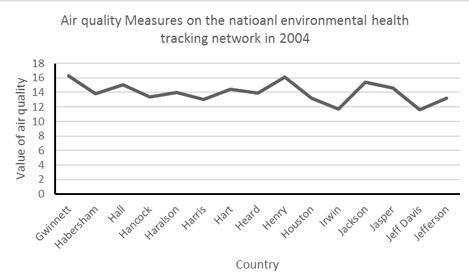 Air quality Measures on the natioanl environmental health
tracking network in 2004
Value of air quality
18
16
14
12
10
8
6
4
2
0
Gwinnett
Habersham
Hall
Hancock
Haralson
Harris
Hart
Heard
Henry
Houston
Irwin
Jackson
Jasper
Jeff Davis
Jefferson
Country